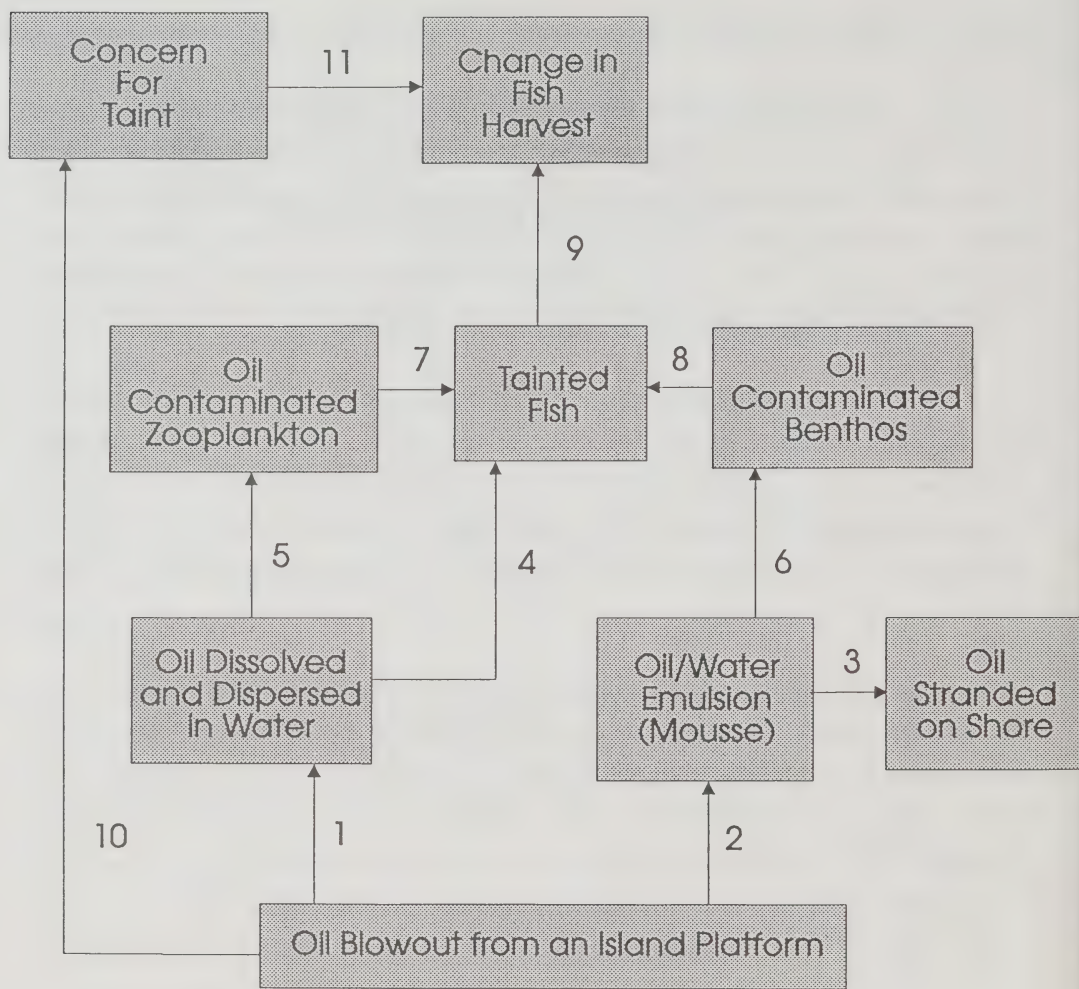 Concern
For
Taint
11
Change in
Fish
Harvest
9
Oil
Contaminated
Zooplankton
7
Tainted
Fish
8
Oil
Contaminated
Benthos
5
4
6
Oil Dissolved
and Dispersed
in Water
Oil/Water
Emulsion
(Mousse)
3
Oil
Stranded
on Shore
10
1
2
Oil Blowout from an Island Platform